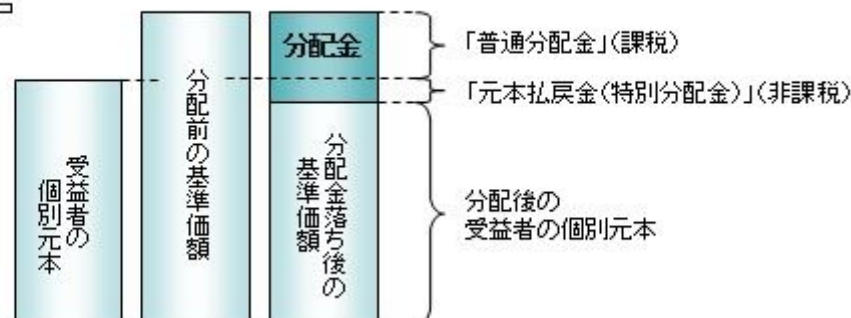 受益者の
個別元本
分配前の基準価額
分配金
分配金落ち後の
基準価額
「普通分配金」(課税)
「元本払戻金(特別分配金)」(非課税)
分配後の
受益者の個別元本